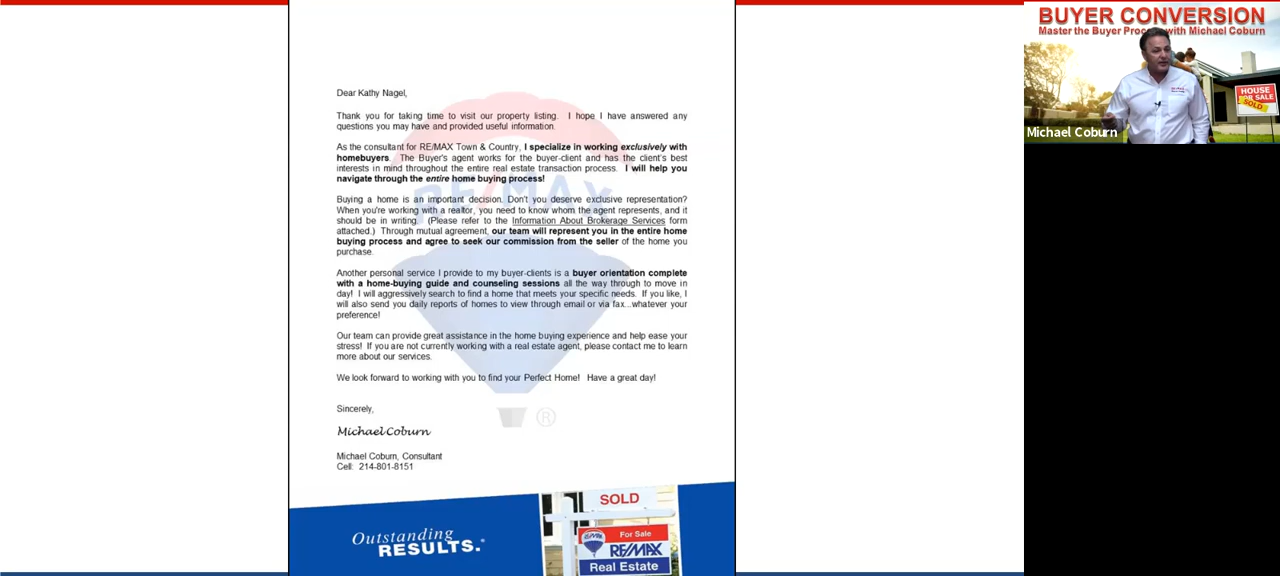 Dear Kathy Nagel,
Thank you for taking time to visit our property listing. I hope I have answered any
questions you may have and provided useful information.
As the consultant for RE/MAX Town & Country, I specialize in working exclusively with
homebuyers. The Buyer's agent works for the buyer-client and has the client's best
interests in mind throughout the entire real estate transaction process. I will help you
navigate through the entire home buying process!
Buying a home is an important decision. Don't you deserve exclusive representation?
When you're working with a realtor, you need to know whom the agent represents, and it
should be in writing. (Please refer to the Information About Brokerage Services form
attached.) Through mutual agreement, our team will represent you in the entire home
buying process and agree to seek our commission from the seller of the home you
purchase.
Another personal service I provide to my buyer-clients is a buyer orientation complete
with a home-buying guide and counseling sessions all the way through to move in
day! I will aggressively search to find a home that meets your specific needs. If you like, I
will also send you daily reports of homes to view through email or via fax...whatever your
preference!
Our team can provide great assistance in the home buying experience and help ease your
stress! If you are not currently working with a real estate agent, please contact me to learn
more about our services.
We look forward to working with you to find your Perfect Home! Have a great day!
Sincerely,
Michael Coburn
Michael Coburn, Consultant
Cell: 214-801-8151
RE/MAX
®
Outstanding
RESULTS.®
SOLD
For Sale
RE/MAX
Real Estate
BUYER CONVERSION
Master the Buyer Process with Michael Coburn
HOUSE
FOR SALE
SOLD
Michael Coburn